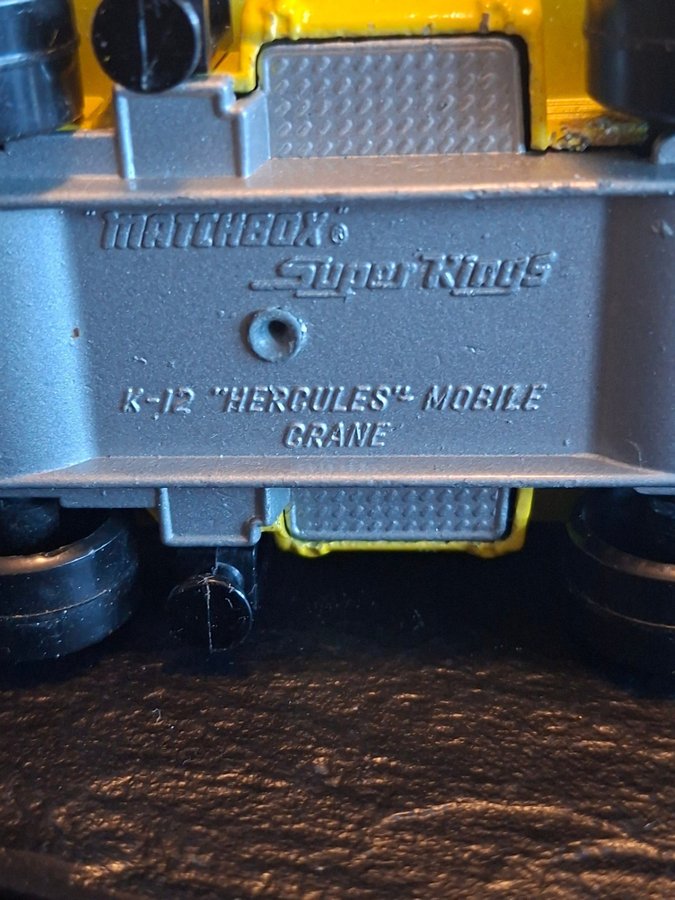 "MATCHBOX"®
Super Kings
K-12 "HERCULES" MOBILE
CRANE